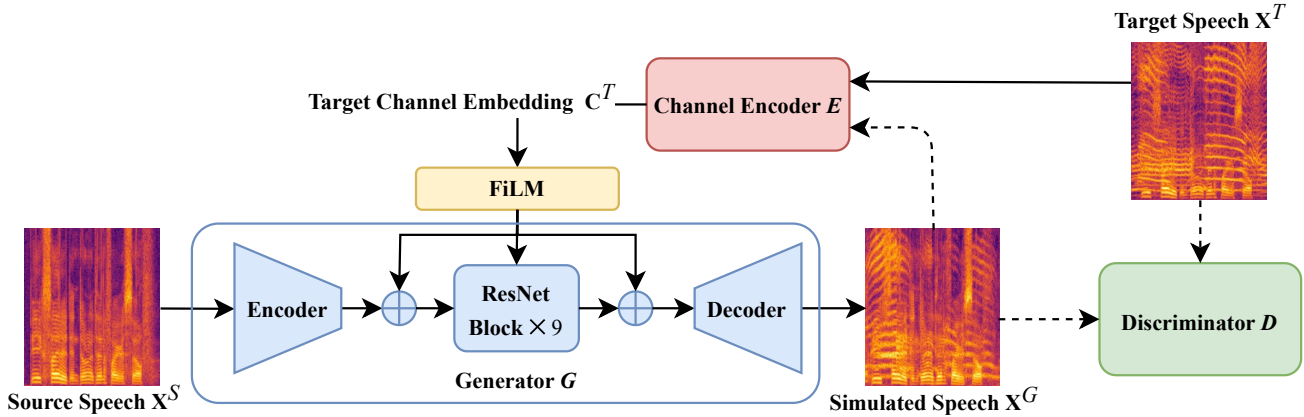 Target Speech X^T
Target Channel Embedding C^T
Channel Encoder E
FiLM
Encoder
ResNet
Block × 9
Decoder
Generator G
Discriminator D
Source Speech X^S
Simulated Speech X^G